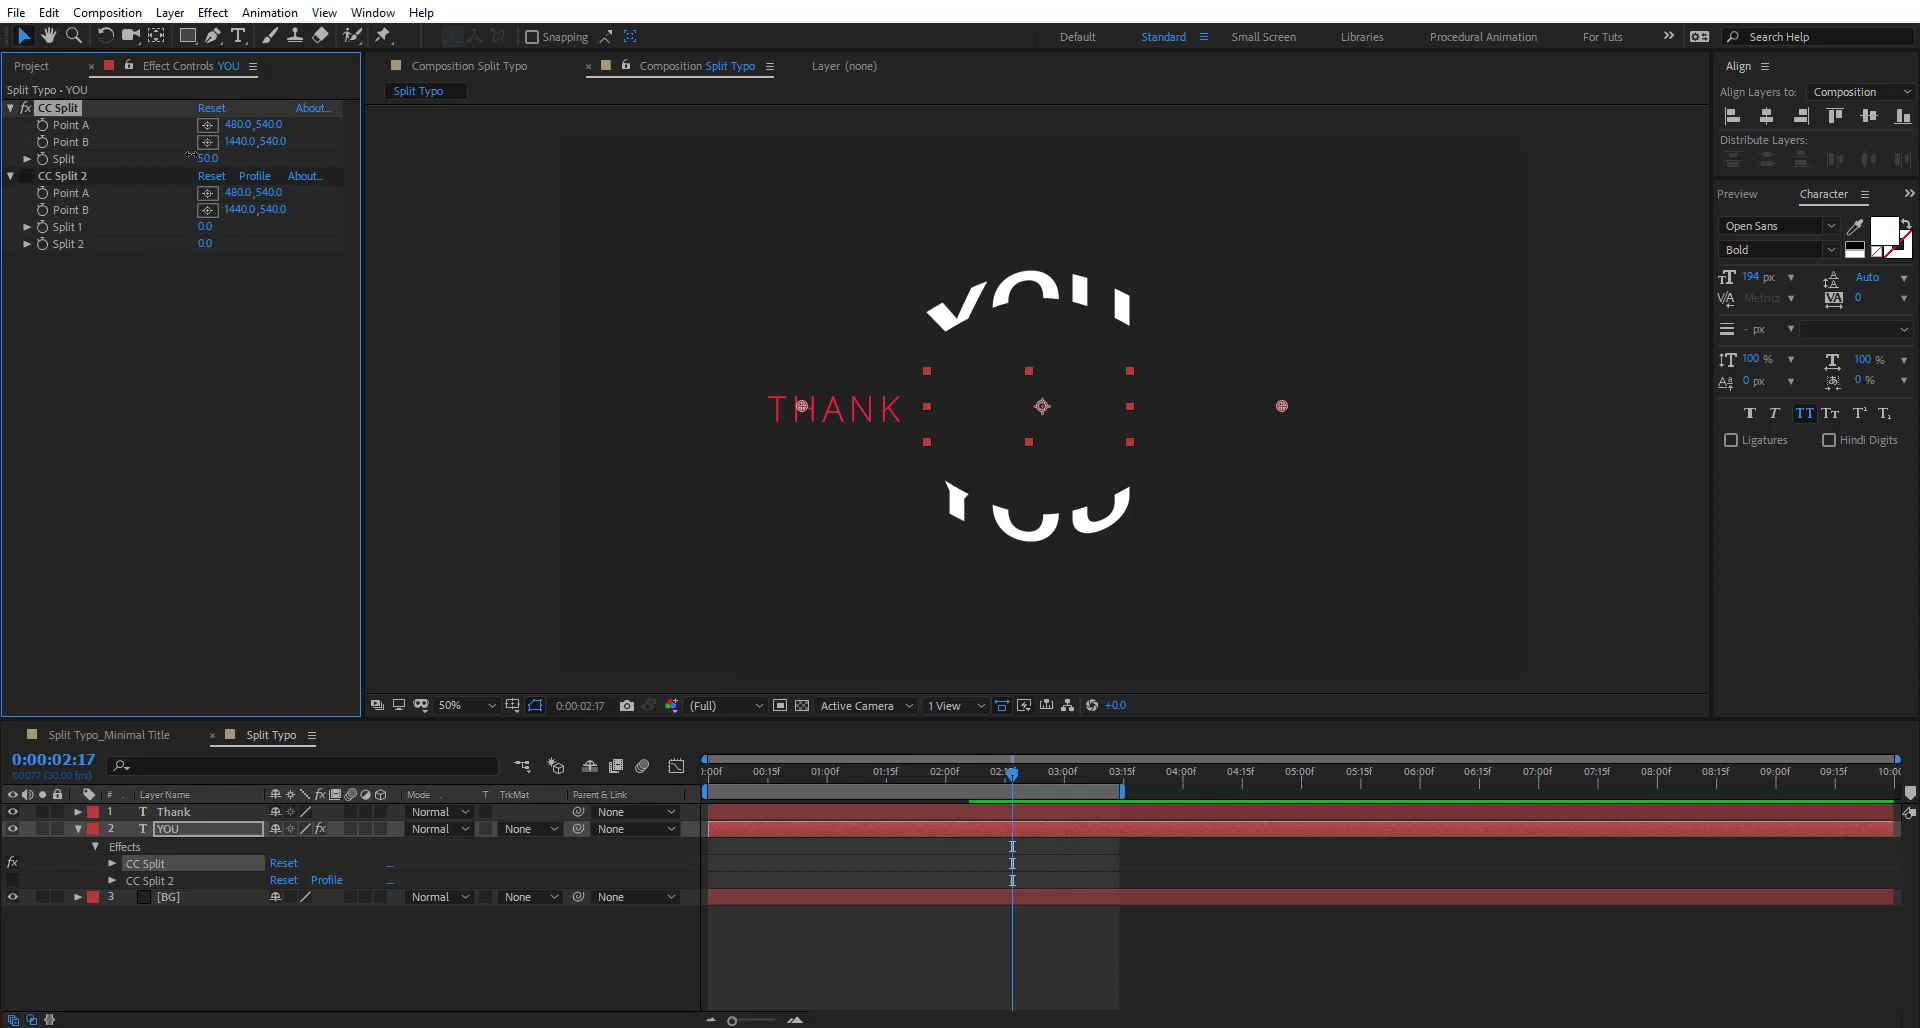 File Edit Composition Layer Effect Animation View Window Help
Snapping Default Standard Small Screen Libraries Procedural Animation For Tuts Search Help
Project Effect Controls YOU
Split Typo • YOU
CC Split Reset About...
Point A 480.0,540.0
Point B 1440.0,540.0
Split 50.0
CC Split 2 Reset Profile About...
Point A 480.0,540.0
Point B 1440.0,540.0
Split 1 0.0
Split 2 0.0
Composition Split Typo Composition Split Typo Layer (none)
Split Typo
THANK
YOU
50% 0:00:02:17 (Full) Active Camera 1 View +0.0
Align
Align Layers to: Composition
Distribute Layers:
Preview Character
Open Sans
Bold
194 px Auto
Metrics 0
- px
100 % 100 %
0 px 0 %
Ligatures Hindi Digits
Split Typo_Minimal Title Split Typo
0:00:02:17
00077 (30.00 fps)
:00f 00:15f 01:00f 01:15f 02:00f 02:15f 03:00f 03:15f 04:00f 04:15f 05:00f 05:15f 06:00f 06:15f 07:00f 07:15f 08:00f 08:15f 09:00f 09:15f 10:00
# Layer Name Mode T .TrkMat Parent & Link
1 T Thank Normal None
2 T YOU Normal None None
Effects
fx CC Split Reset
CC Split 2 Reset Profile
3 [BG] Normal None None